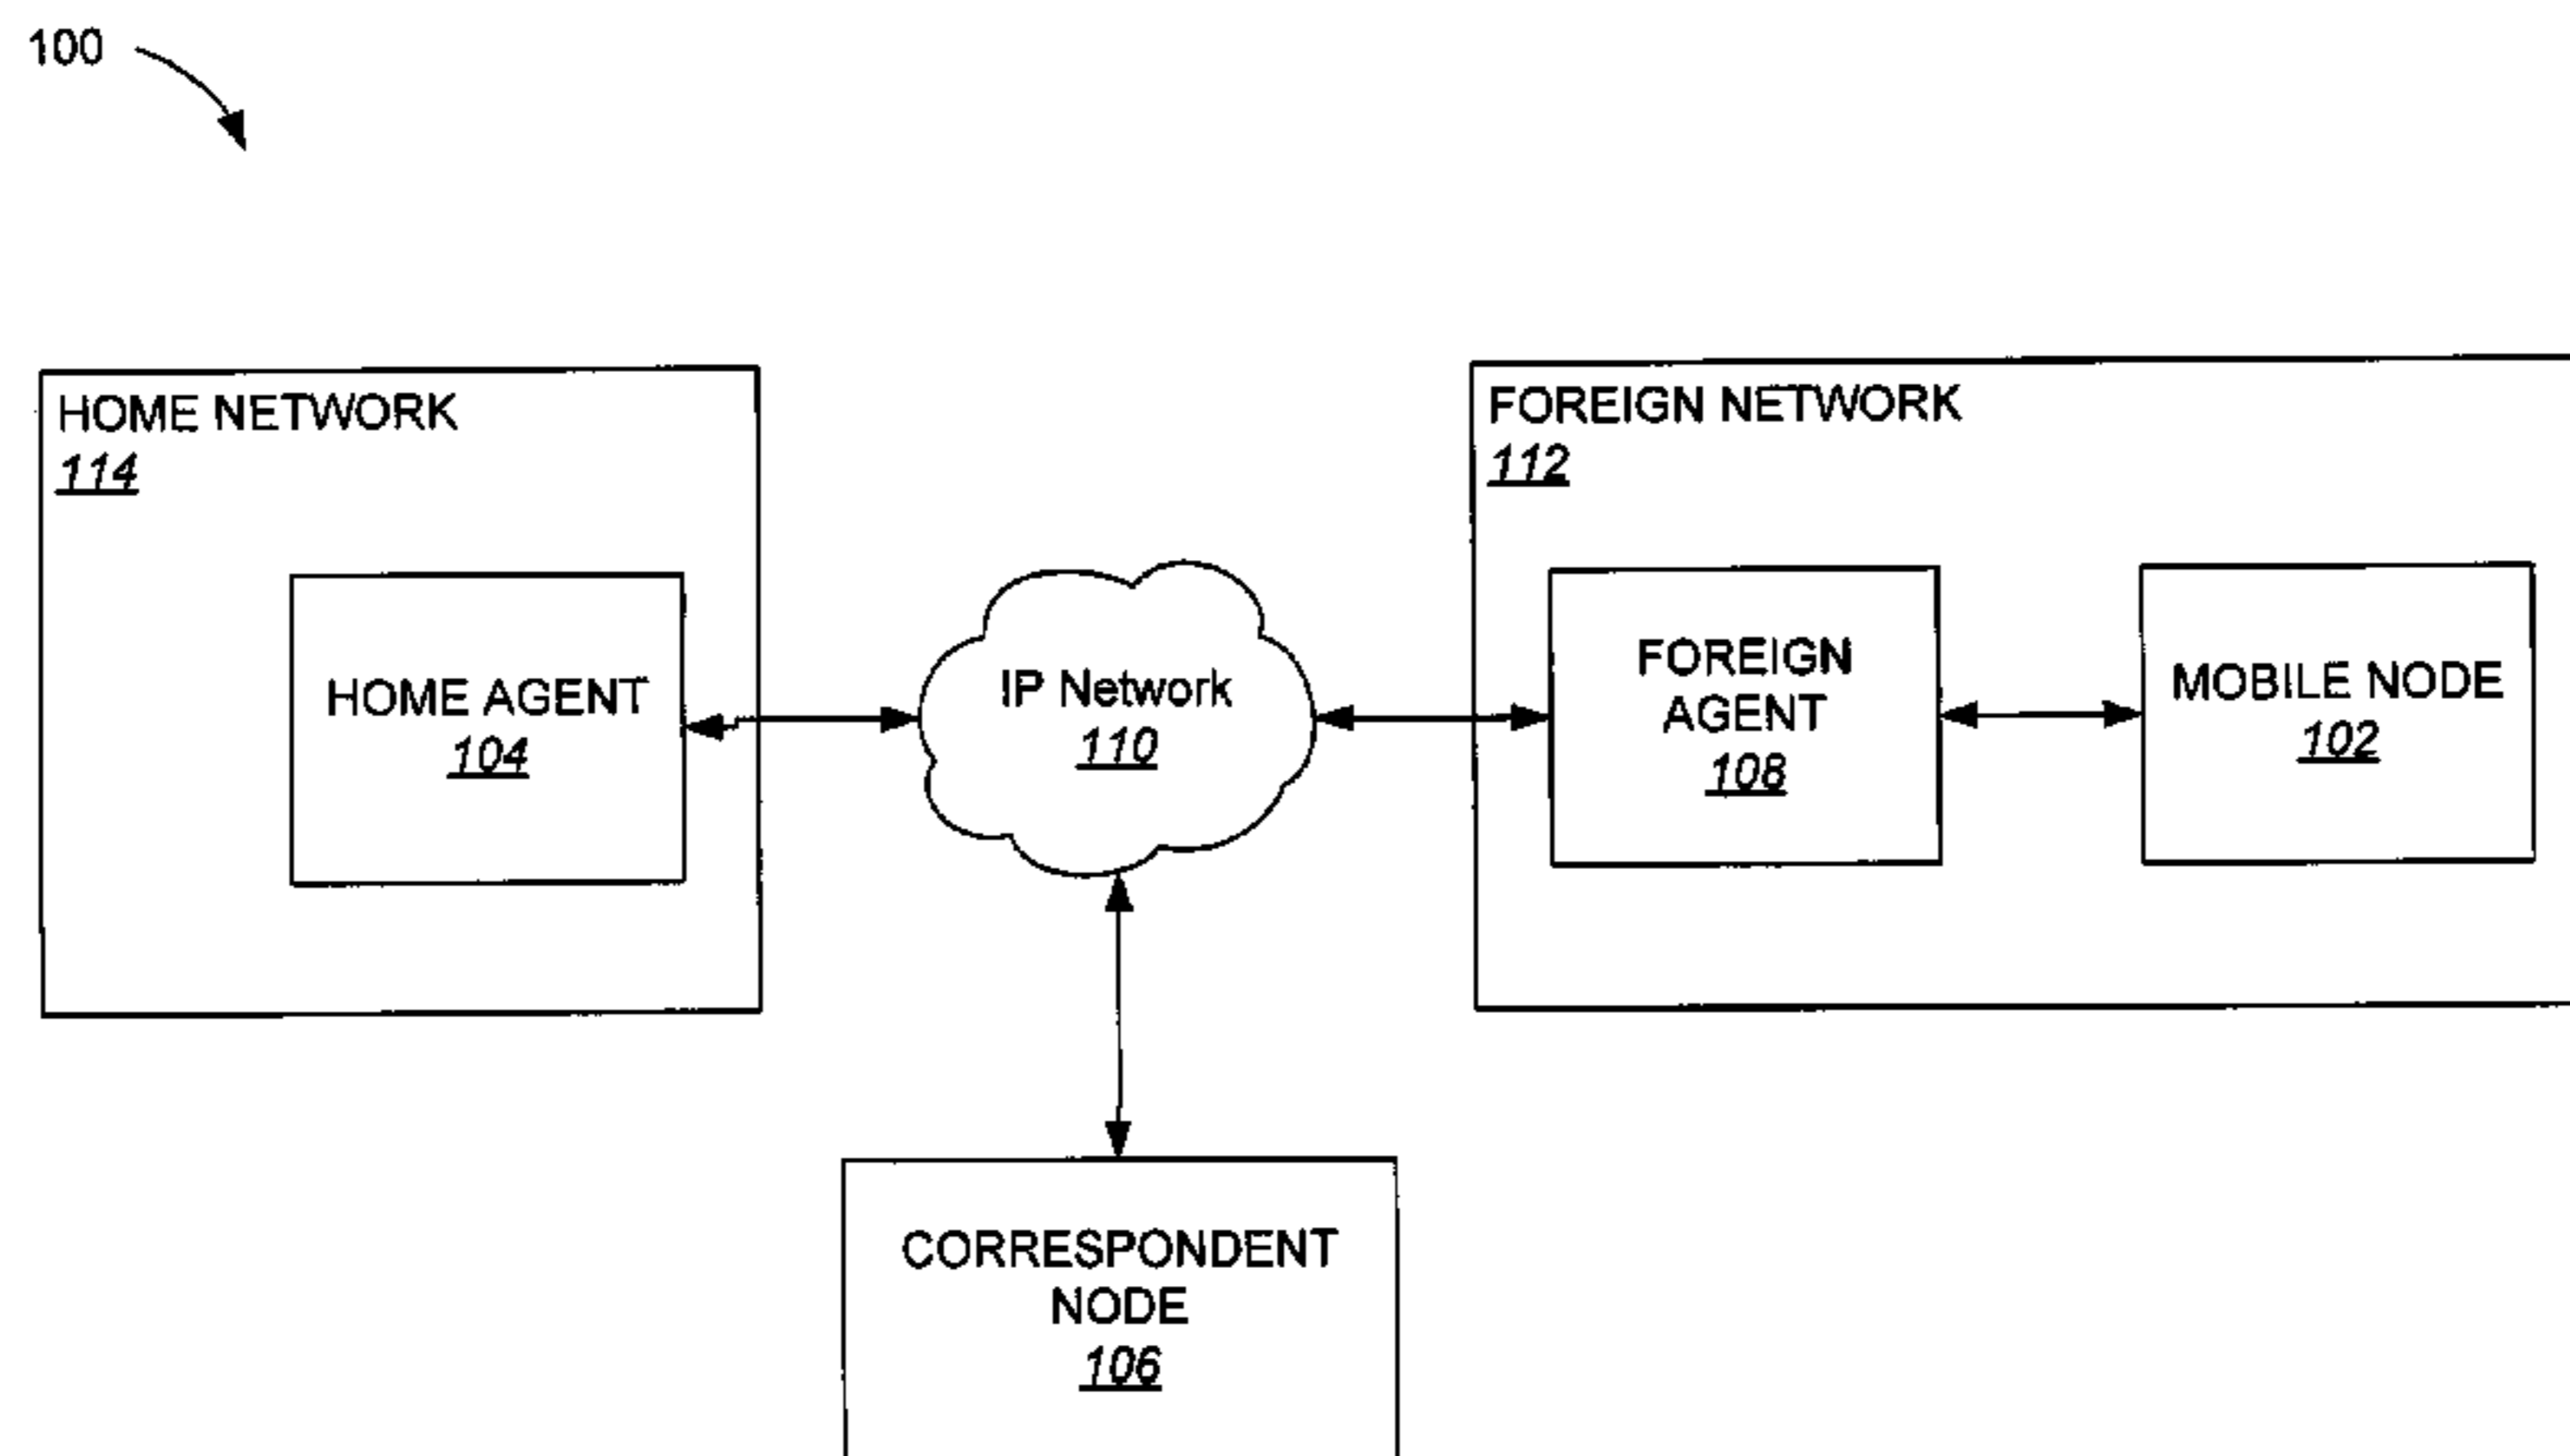 100
HOME NETWORK
114
HOME AGENT
104
IP Network
110
FOREIGN NETWORK
112
FOREIGN
AGENT
108
MOBILE NODE
102
CORRESPONDENT
NODE
106